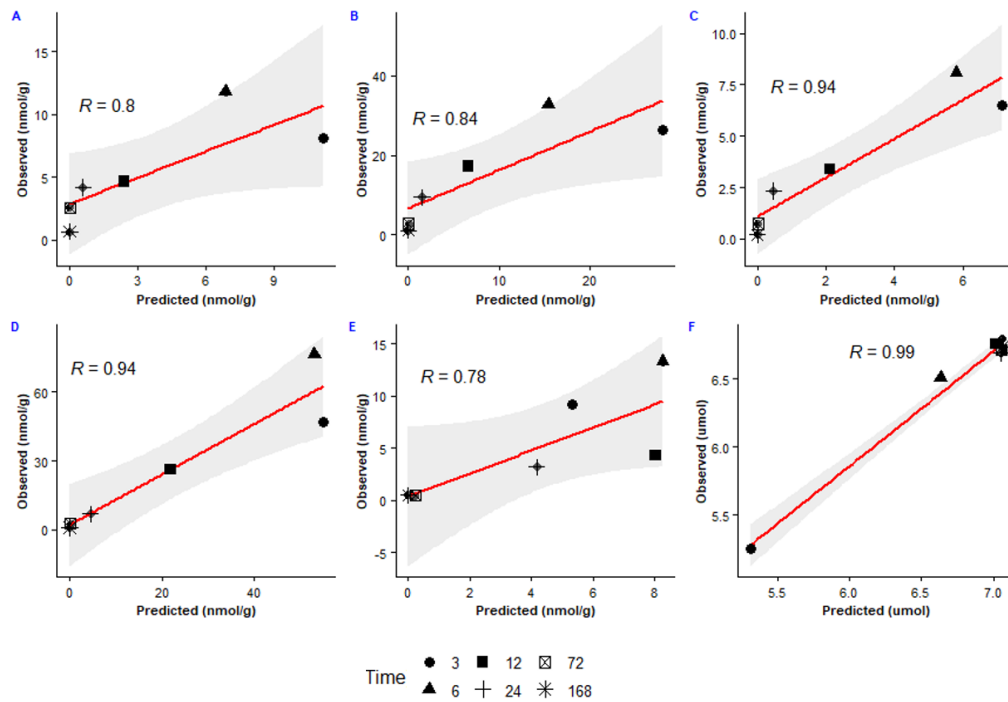 A
B
C
15
10
5
0
Observed (nmol/g)
R = 0.8
0
3
6
9
Predicted (nmol/g)
40
20
0
Observed (nmol/g)
R = 0.84
0
10
20
Predicted (nmol/g)
10.0
7.5
5.0
2.5
0.0
Observed (nmol/g)
R = 0.94
0
2
4
6
Predicted (nmol/g)
D
E
F
60
30
0
Observed (nmol/g)
R = 0.94
0
20
40
Predicted (nmol/g)
15
10
5
0
-5
Observed (nmol/g)
R = 0.78
0
2
4
6
8
Predicted (nmol/g)
6.5
6.0
5.5
Observed (umol)
R = 0.99
5.5
6.0
6.5
7.0
Predicted (umol)
Time
3
12
72
6
24
168